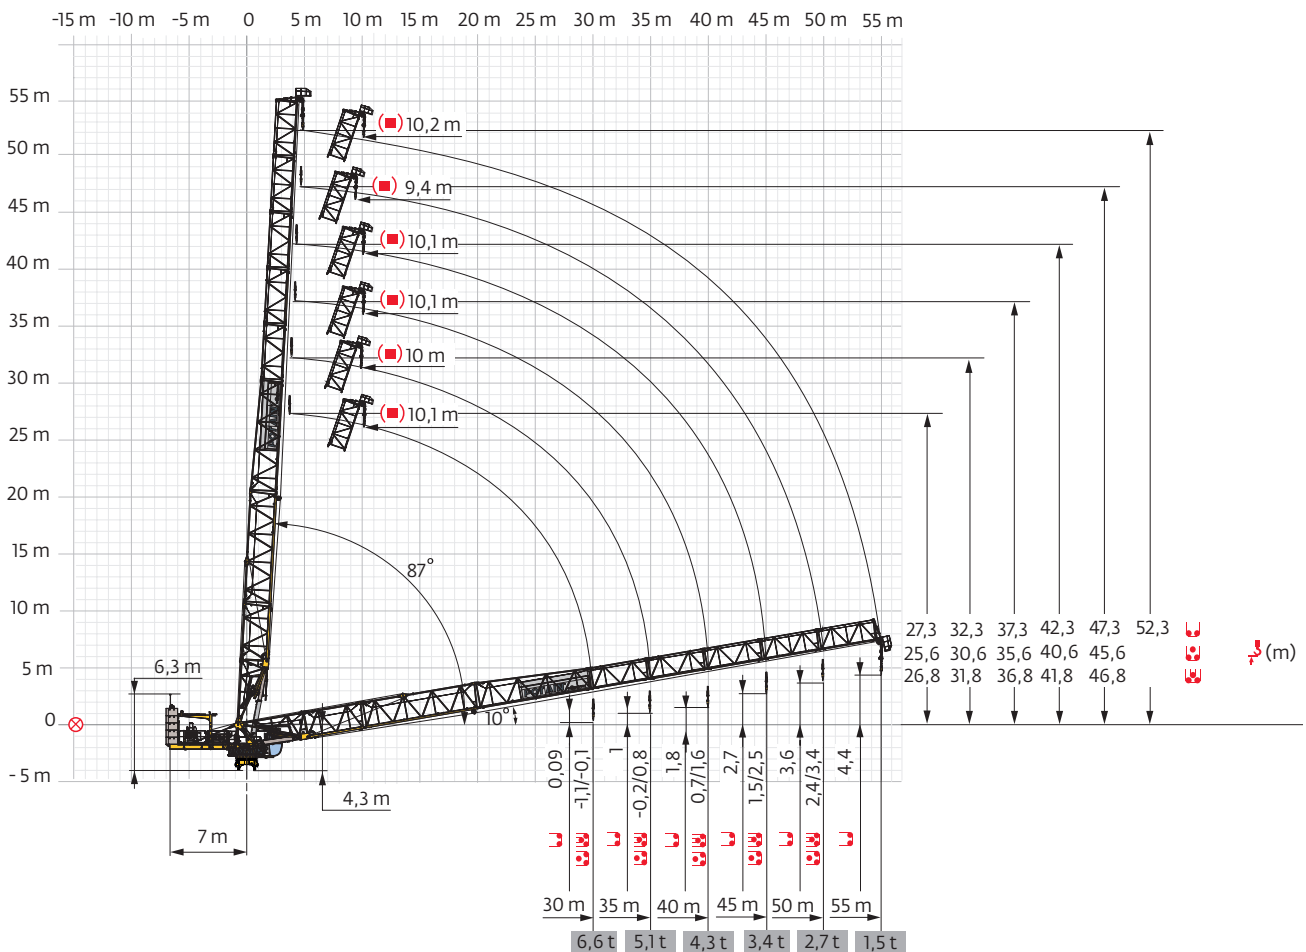 -15 m -10 m -5 m 0 5 m 10 m 15 m 20 m 25 m 30 m 35 m 40 m 45 m 50 m 55 m
55 m
10,2 m
50 m
9,4 m
45 m
10,1 m
40 m
10,1 m
35 m
10 m
30 m
10,1 m
25 m
20 m
15 m
87°
10 m
27,3 32,3 37,3 42,3 47,3 52,3
25,6 30,6 35,6 40,6 45,6
(m)
26,8 31,8 36,8 41,8 46,8
5 m
6,3 m
10°
0
- 5 m
0,09
-1,1/-0,1
1
-0,2/0,8
1,8
0,7/1,6
2,7
1,5/2,5
3,6
2,4/3,4
4,4
4,3 m
7 m
30 m 35 m 40 m 45 m 50 m 55 m
6,6 t 5,1 t 4,3 t 3,4 t 2,7 t 1,5 t